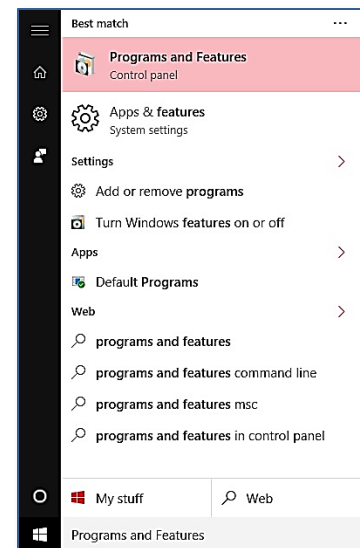 Best match
Programs and Features
Control panel
Apps & features
System settings
Settings
Add or remove programs
Turn Windows features on or off
Apps
Default Programs
Web
programs and features
programs and features command line
programs and features msc
programs and features in control panel
My stuff
Web
Programs and Features